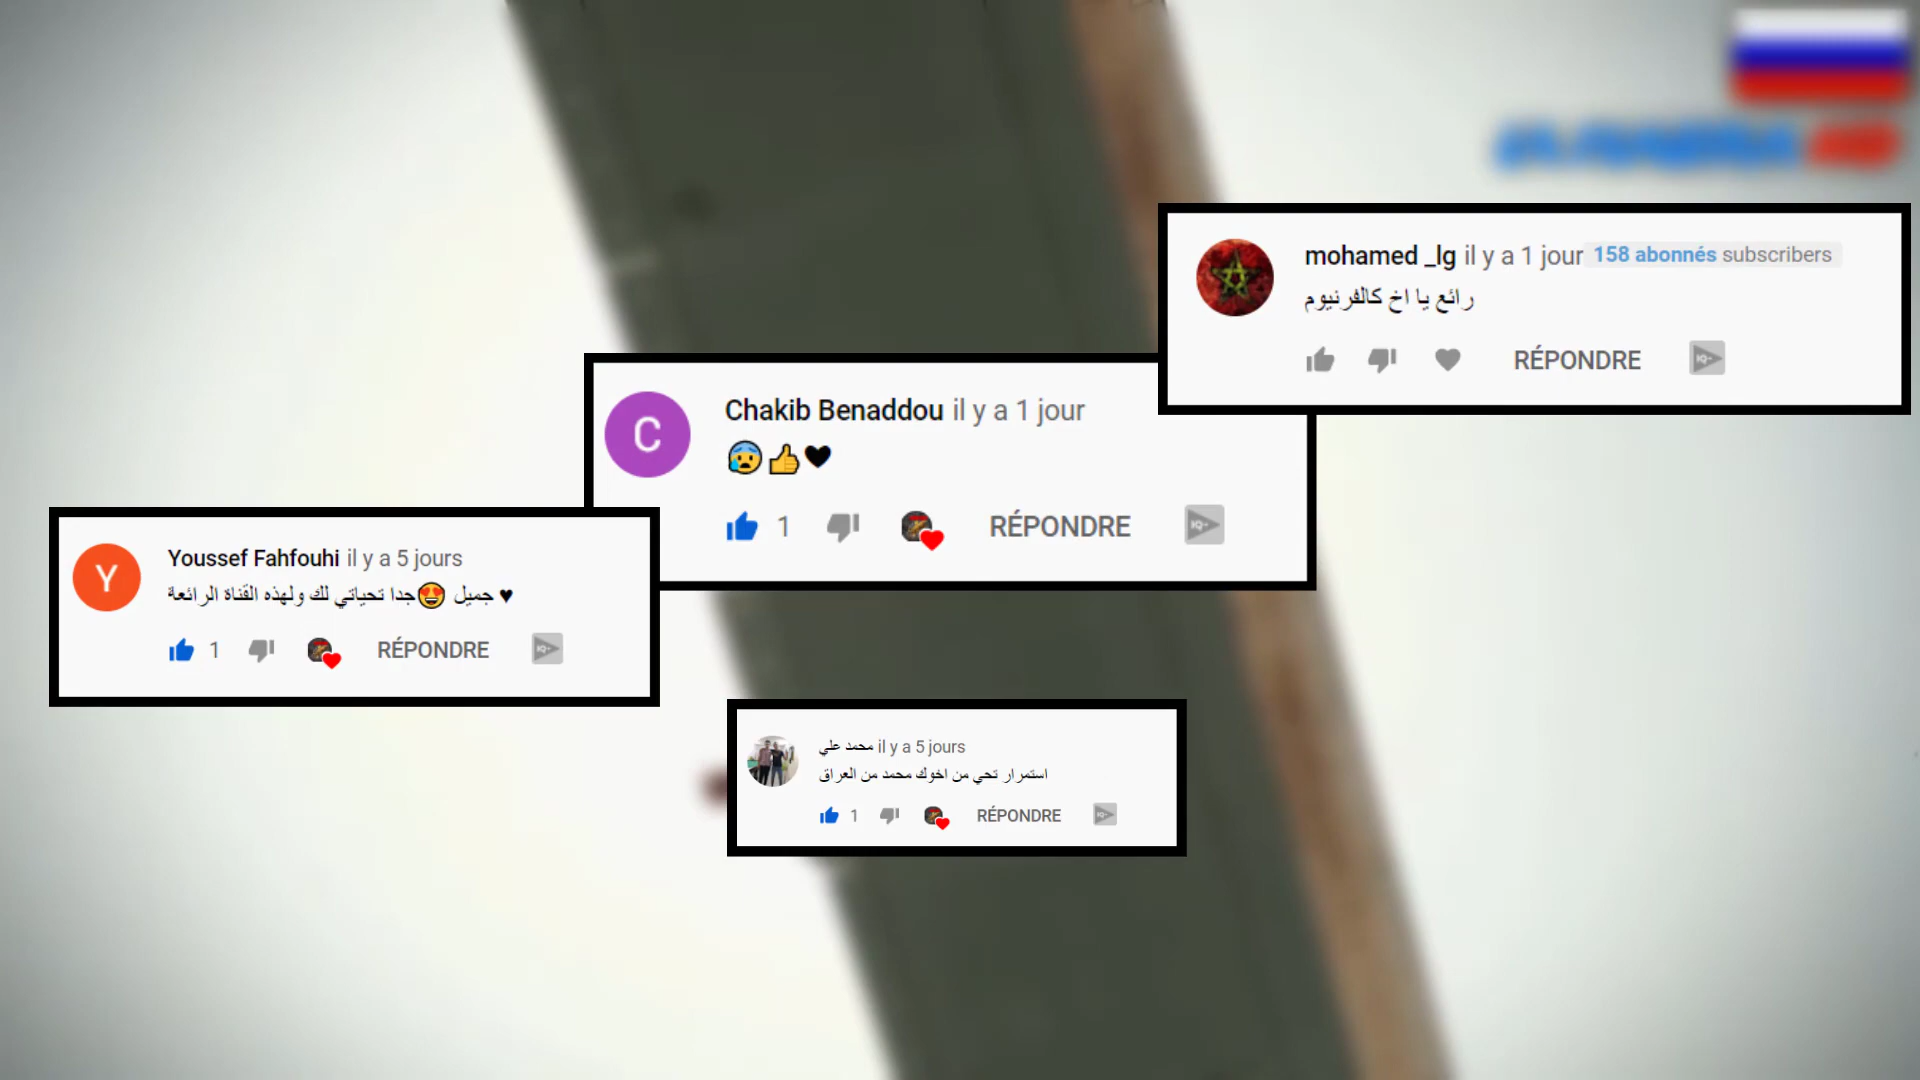 mohamed _lg il y a 1 jour 158 abonnés subscribers
رائع يا اخ كالفرنيوم
RÉPONDRE
Chakib Benaddou il y a 1 jour
😰👍🖤
1 RÉPONDRE
Youssef Fahfouhi il y a 5 jours
♥ جميل 😍جدا تحياتي لك ولهذه القناة الرائعة
1 RÉPONDRE
محمد علي il y a 5 jours
استمرار تحي من اخوك محمد من العراق
1 RÉPONDRE